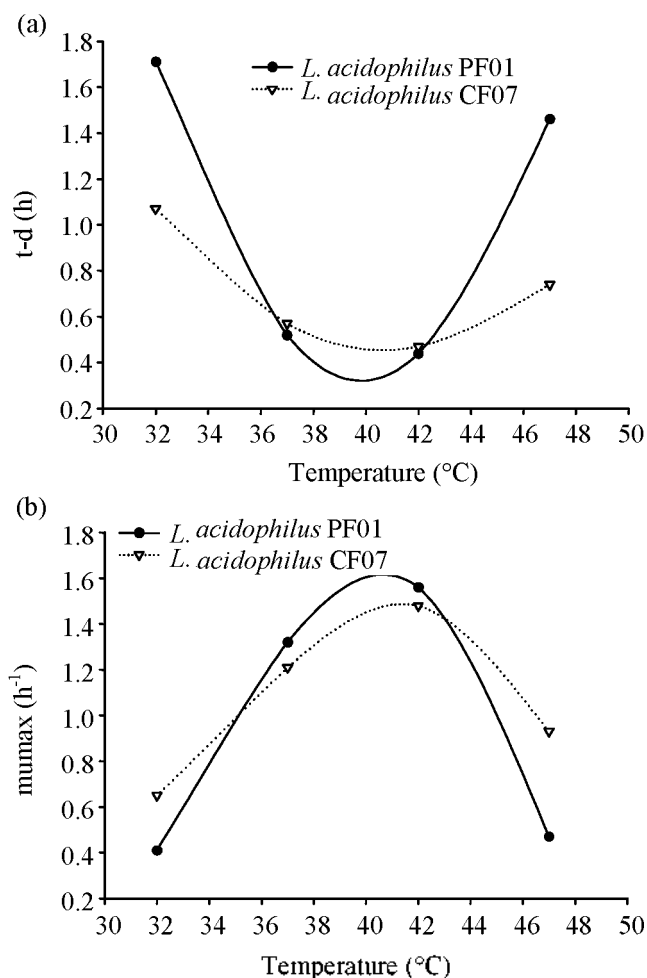 (a)
1.8
1.6
1.4
1.2
1.0
0.8
0.6
0.4
0.2
t-d (h)
L. acidophilus PF01
L. acidophilus CF07
30 32 34 36 38 40 42 44 46 48 50
Temperature (°C)
(b)
1.8
1.6
1.4
1.2
1.0
0.8
0.6
0.4
0.2
mumax (h⁻¹)
L. acidophilus PF01
L. acidophilus CF07
30 32 34 36 38 40 42 44 46 48 50
Temperature (°C)